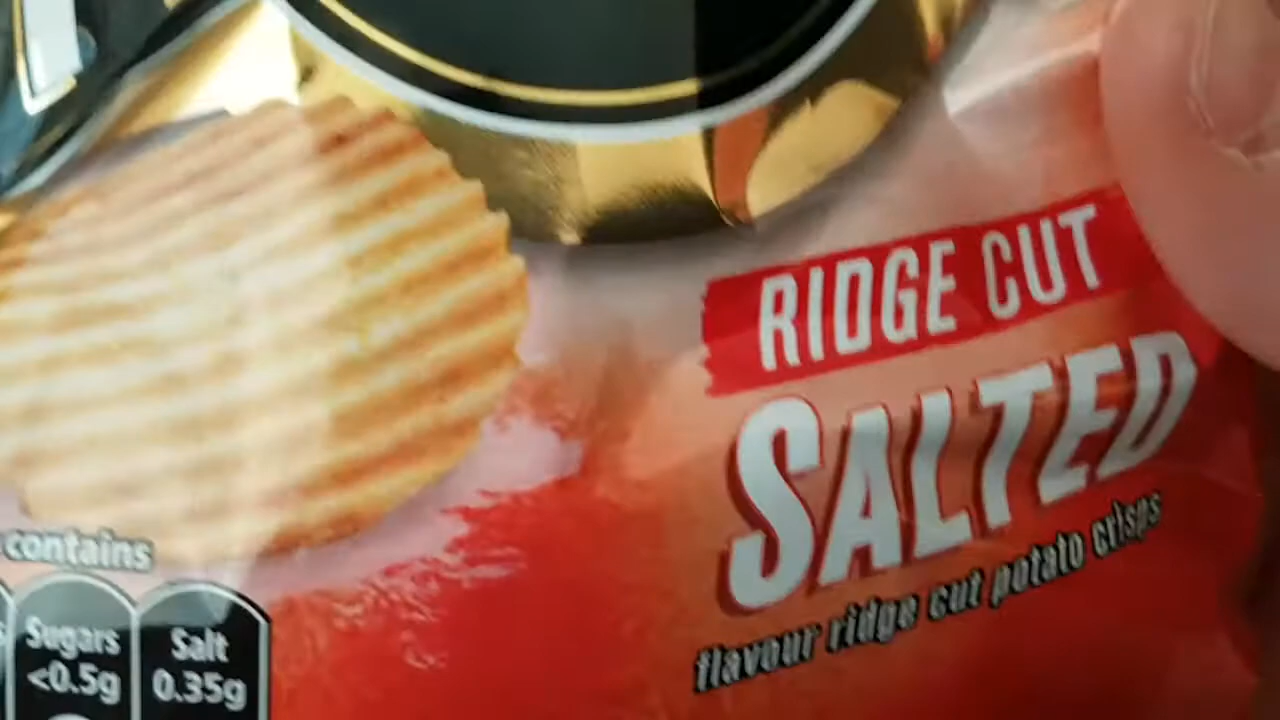 RIDGE CUT
SALTED
flavour ridge cut potato crisps
contains
Sugars Salt
<0.5g 0.35g